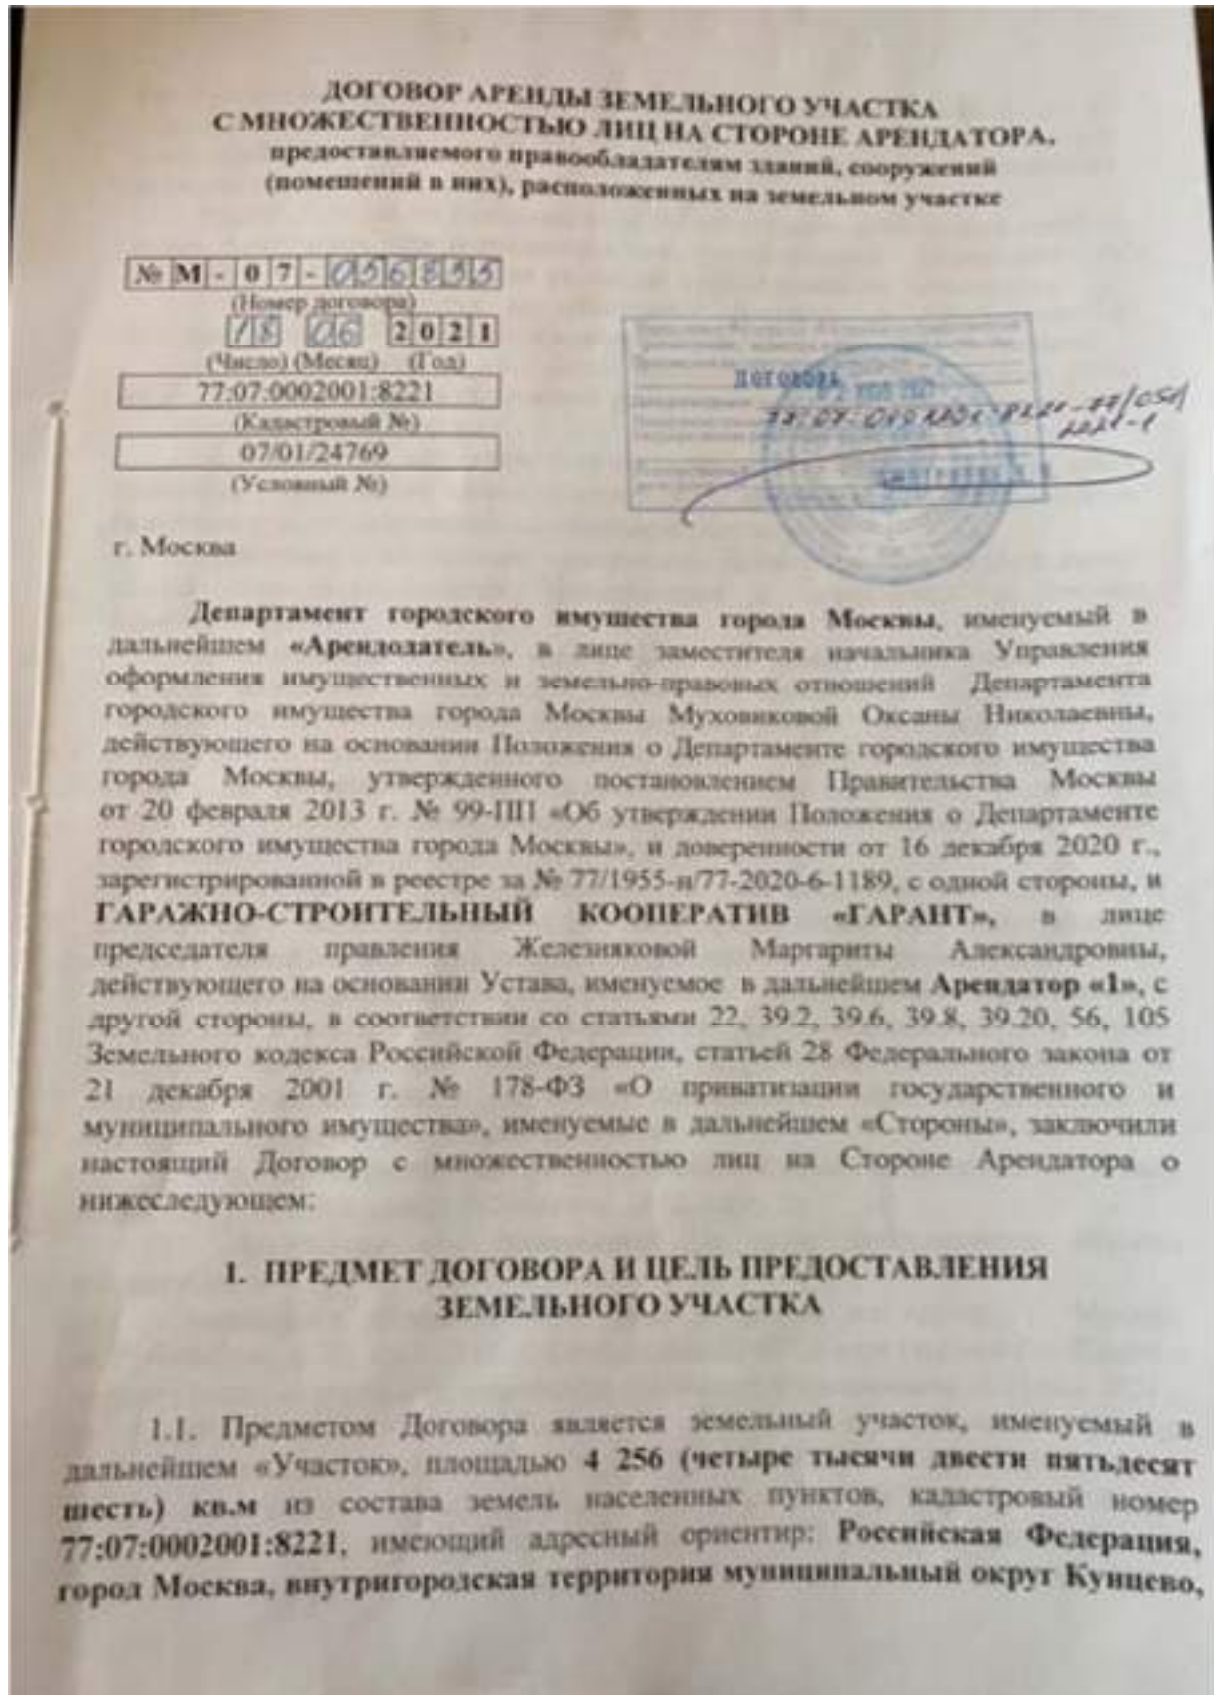 ДОГОВОР АРЕНДЫ ЗЕМЕЛЬНОГО УЧАСТКА
С МНОЖЕСТВЕННОСТЬЮ ЛИЦ НА СТОРОНЕ АРЕНДАТОРА.
предоставляемого правообладателям зданий, сооружений
(помещений в них), расположенных на земельном участке
№ М - 0 7 -
(Номер договора)
18 06 2021
(Число) (Месяц) (Год)
77:07:0002001:8221
(Кадастровый №)
07/01/24769
(Условный №)
ДОГОВОРА
г. Москва
Департамент городского имущества города Москвы, именуемый в
дальнейшем «Арендодатель», в лице заместителя начальника Управления
оформления имущественных и земельно-правовых отношений Департамента
городского имущества города Москвы Муховиковой Оксаны Николаевны,
действующего на основании Положения о Департаменте городского имущества
города Москвы, утвержденного постановлением Правительства Москвы
от 20 февраля 2013 г. № 99-ПП «Об утверждении Положения о Департаменте
городского имущества города Москвы», и доверенности от 16 декабря 2020 г.,
зарегистрированной в реестре за № 77/1955-н/77-2020-6-1189, с одной стороны, и
ГАРАЖНО-СТРОИТЕЛЬНЫЙ КООПЕРАТИВ «ГАРАНТ», в лице
председателя правления Железняковой Маргариты Александровны,
действующего на основании Устава, именуемое в дальнейшем Арендатор «1», с
другой стороны, в соответствии со статьями 22, 39.2, 39.6, 39.8, 39.20, 56, 105
Земельного кодекса Российской Федерации, статьей 28 Федерального закона от
21 декабря 2001 г. № 178-ФЗ «О приватизации государственного и
муниципального имущества», именуемые в дальнейшем «Стороны», заключили
настоящий Договор с множественностью лиц на Стороне Арендатора о
нижеследующем:
1. ПРЕДМЕТ ДОГОВОРА И ЦЕЛЬ ПРЕДОСТАВЛЕНИЯ
ЗЕМЕЛЬНОГО УЧАСТКА
1.1. Предметом Договора является земельный участок, именуемый в
дальнейшем «Участок», площадью 4 256 (четыре тысячи двести пятьдесят
шесть) кв.м из состава земель населенных пунктов, кадастровый номер
77:07:0002001:8221, имеющий адресный ориентир: Российская Федерация,
город Москва, внутригородская территория муниципальный округ Кунцево,